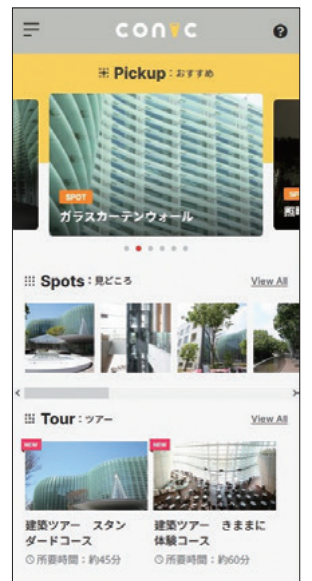 CONIC
Pickup：おすすめ
SPOT
ガラスカーテンウォール
Spots：見どころ
View All
Tour：ツアー
View All
NEW
NEW
建築ツアー　スタン
ダードコース
所要時間：約45分
建築ツアー　きままに
体験コース
所要時間：約60分